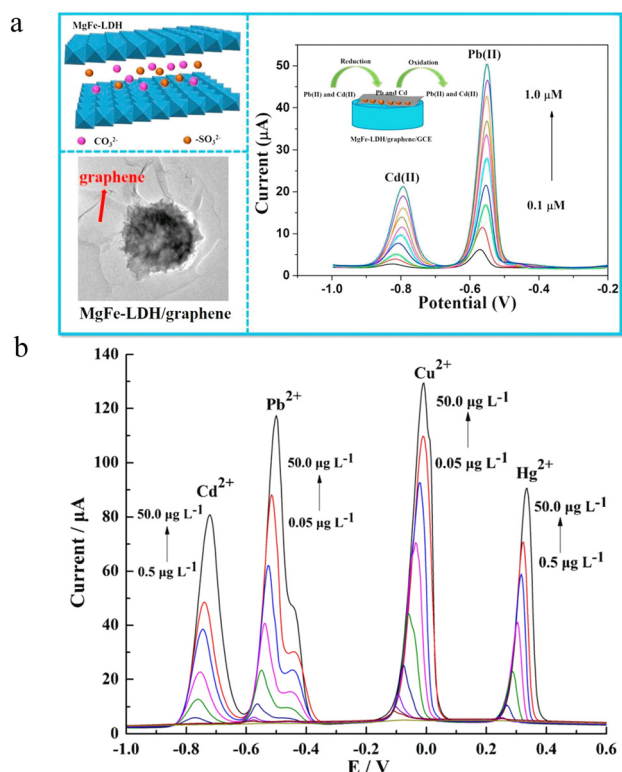 a
MgFe-LDH
CO₃²⁻
-SO₃²⁻
graphene
MgFe-LDH/graphene
Current (μA)
50
40
30
20
10
0
Reduction
Oxidation
Pb(II) and Cd(II)
Pb and Cd
Pb(II) and Cd(II)
MgFe-LDH/graphene/GCE
Cd(II)
Pb(II)
1.0 μM
0.1 μM
-1.0 -0.8 -0.6 -0.4 -0.2
Potential (V)
b
Current / μA
140
120
100
80
60
40
20
0
Cd²⁺
50.0 μg L⁻¹
0.5 μg L⁻¹
Pb²⁺
50.0 μg L⁻¹
0.05 μg L⁻¹
Cu²⁺
50.0 μg L⁻¹
0.05 μg L⁻¹
Hg²⁺
50.0 μg L⁻¹
0.5 μg L⁻¹
-1.0 -0.8 -0.6 -0.4 -0.2 0.0 0.2 0.4 0.6
E / V